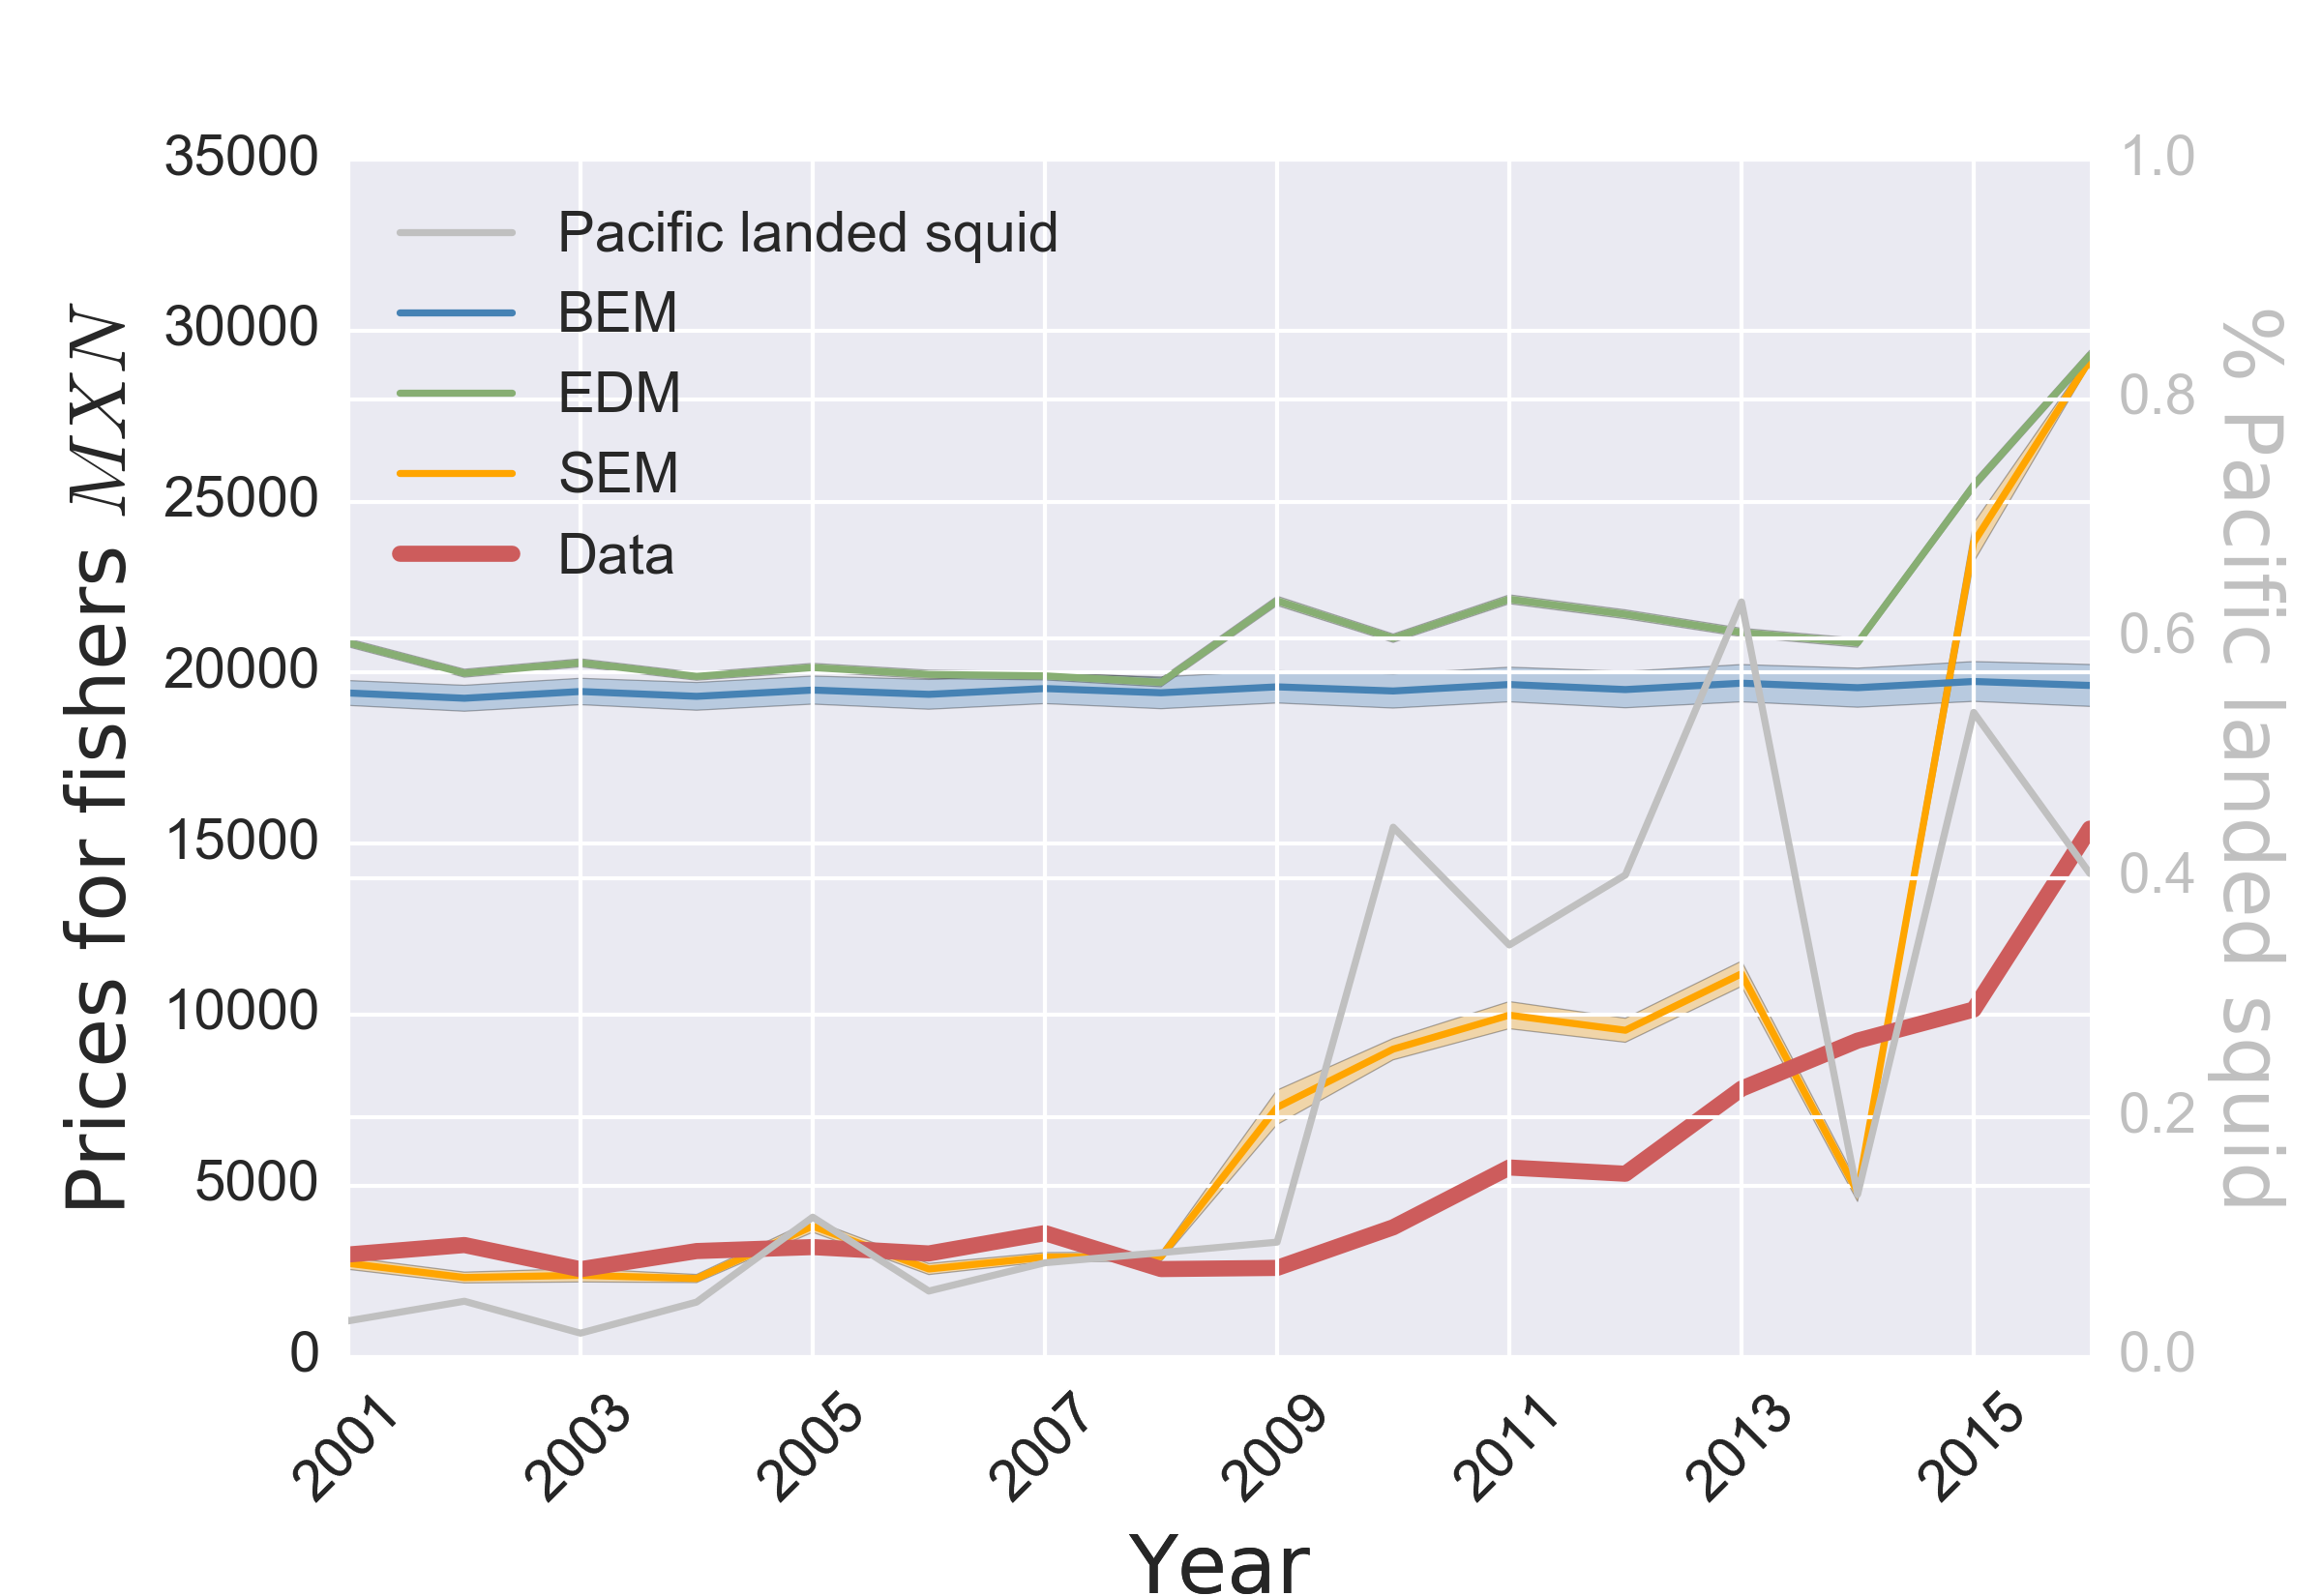 Prices for fishers MXN
35000
30000
25000
20000
15000
10000
5000
0
Pacific landed squid
BEM
EDM
SEM
Data
1.0
0.8
0.6
0.4
0.2
0.0
% Pacific landed squid
2001
2003
2005
2007
2009
2011
2013
2015
Year